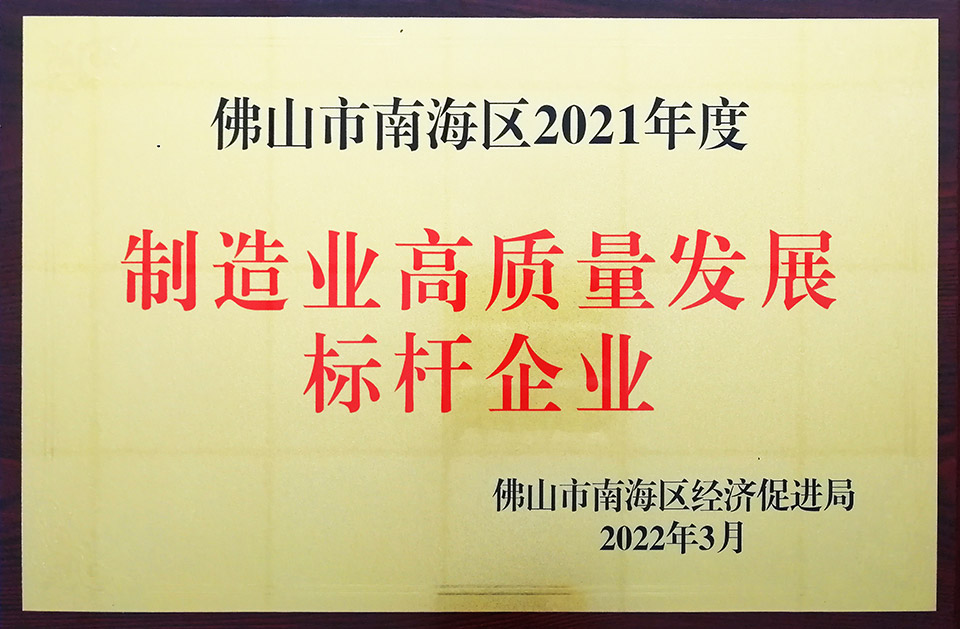 佛山市南海区2021年度
制造业高质量发展
标杆企业
佛山市南海区经济促进局
2022年3月